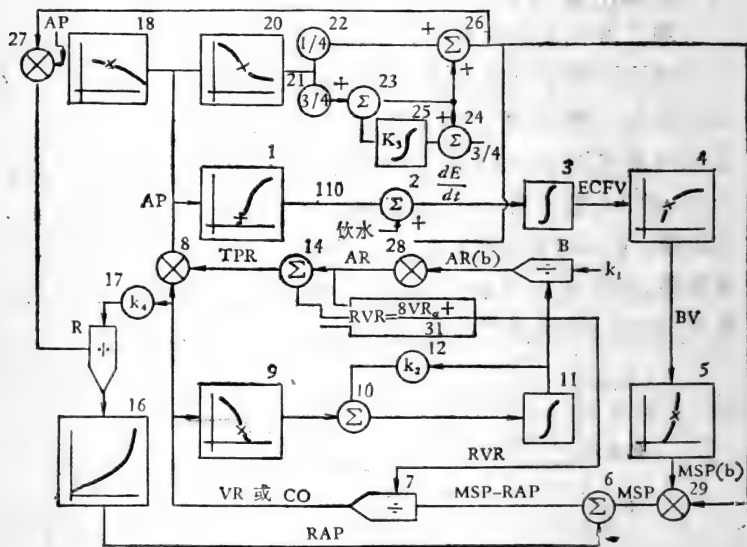 AP
27
18
20
22
26
1/4
+
Σ
+
21
3/4
+
23
Σ
+
24
Σ
3/4
25
K₃∫
1
AP
110
2
Σ
+
饮水
dE/dt
3
∫
ECFV
4
8
TPR
14
Σ
AR
28
AR(b)
B
÷
k₁
17
k₄
R
÷
RVR=8VRα+
31
12
k₂
BV
9
10
Σ
11
∫
5
16
RVR
MSP(b)
VR 或 CO
7
÷
MSP-RAP
6
Σ
MSP
29
RAP